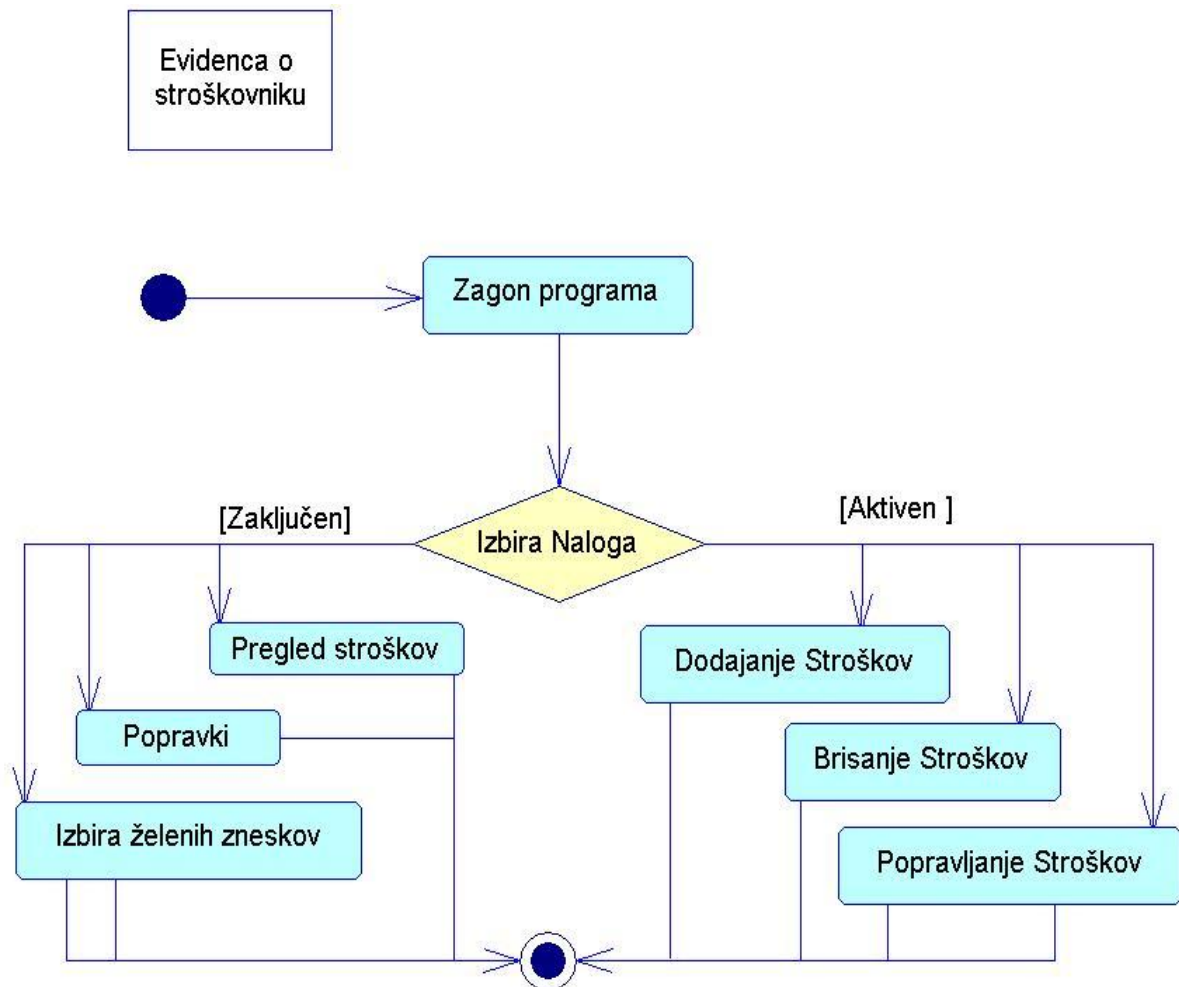 Evidenca o
stroškovniku
Zagon programa
[Zaključen]
Izbira Naloga
[Aktiven ]
Pregled stroškov
Dodajanje Stroškov
Popravki
Brisanje Stroškov
Izbira želenih zneskov
Popravljanje Stroškov